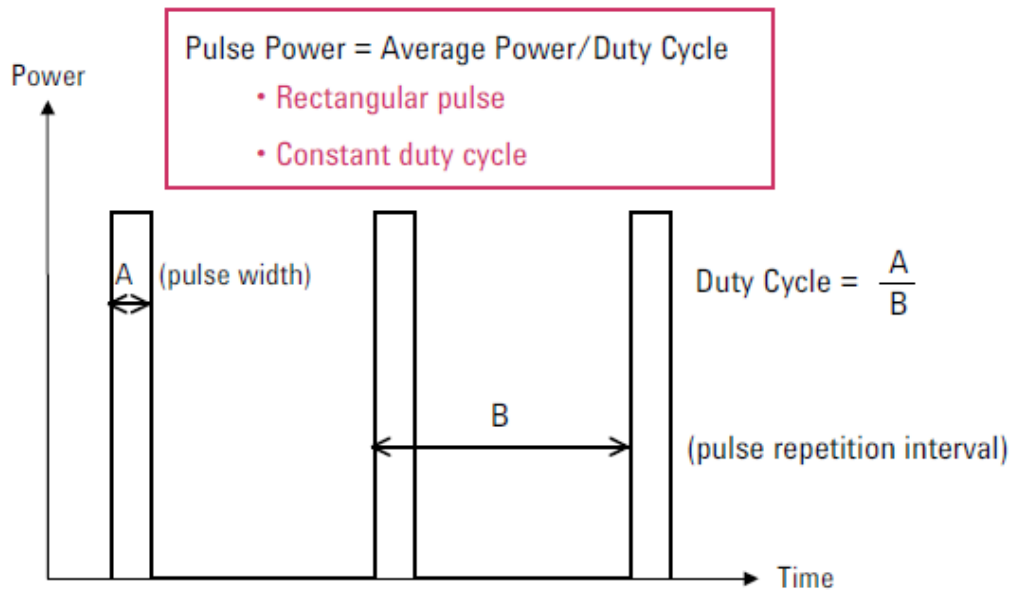 Pulse Power = Average Power/Duty Cycle
• Rectangular pulse
• Constant duty cycle
Power
A (pulse width)
Duty Cycle = A
B
B
(pulse repetition interval)
Time